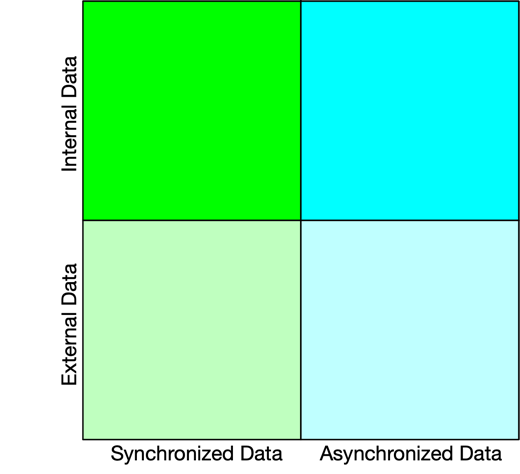 Internal Data
External Data
Synchronized Data
Asynchronized Data